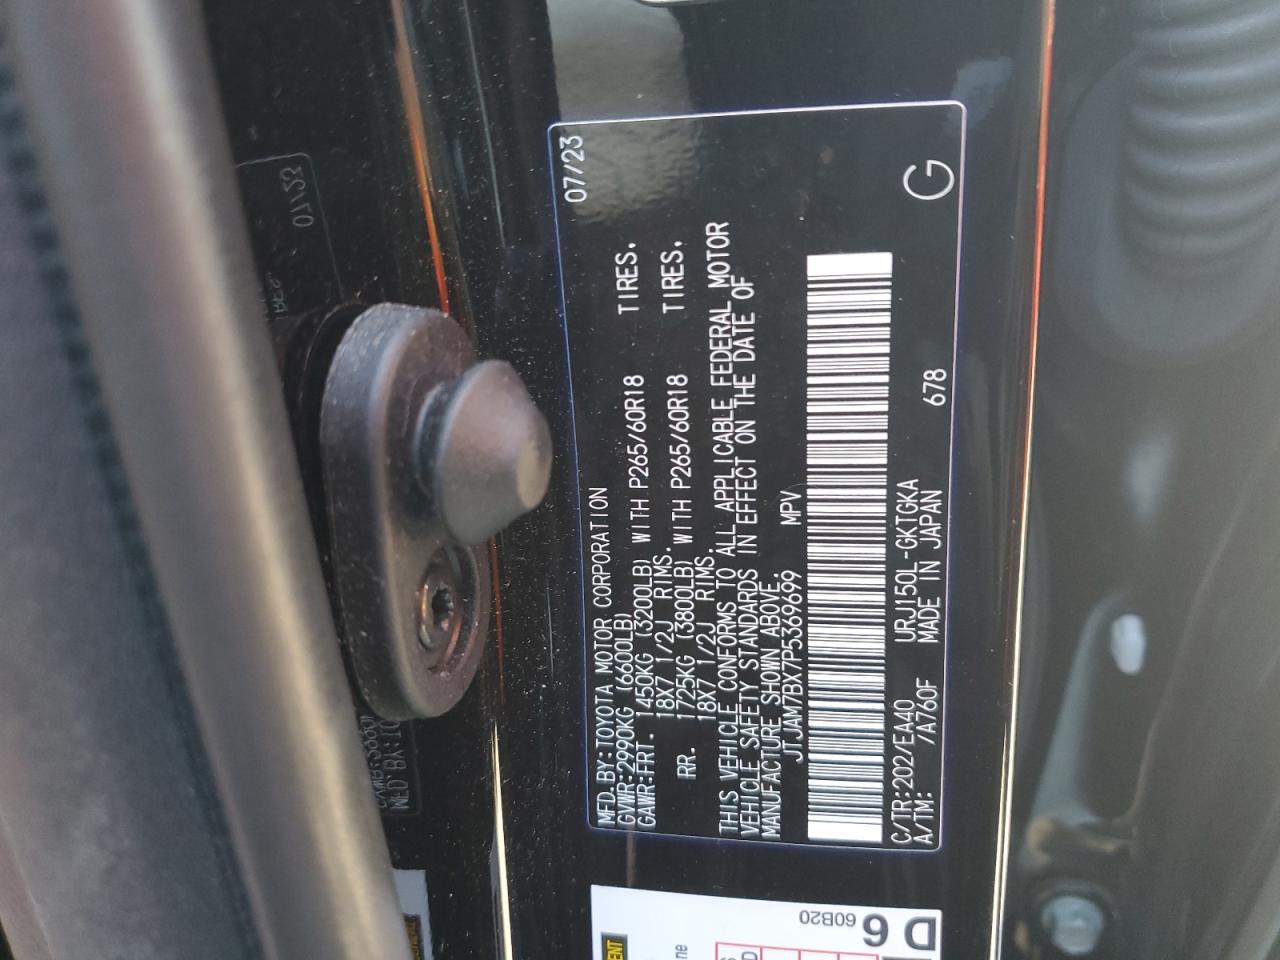 07/23
MFD.BY:TOYOTA MOTOR CORPORATION
GVWR:2990KG (6600LB)
GAWR:FRT. 1450KG (3200LB) WITH P265/60R18 TIRES.
18X7 1/2J RIMS.
RR. 1725KG (3800LB) WITH P265/60R18 TIRES.
18X7 1/2J RIMS.
THIS VEHICLE CONFORMS TO ALL APPLICABLE FEDERAL MOTOR
VEHICLE SAFETY STANDARDS IN EFFECT ON THE DATE OF
MANUFACTURE SHOWN ABOVE.
JTJAM7BX7P5369699 MPV
C/TR:202/EA40 URJ150L-GKTGKA 678
A/TM: /A760F MADE IN JAPAN
G
D 6
60B20